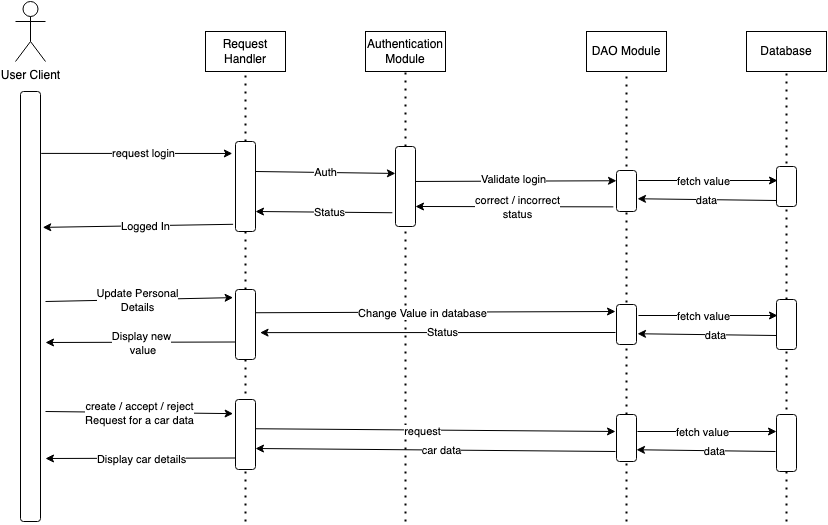 User Client
Request
Handler
Authentication
Module
DAO Module
Database
request login
Auth
Validate login
fetch value
data
correct / incorrect
status
Status
Logged In
Update Personal
Details
Change Value in database
fetch value
data
Status
Display new
value
create / accept / reject
Request for a car data
request
fetch value
data
car data
Display car details